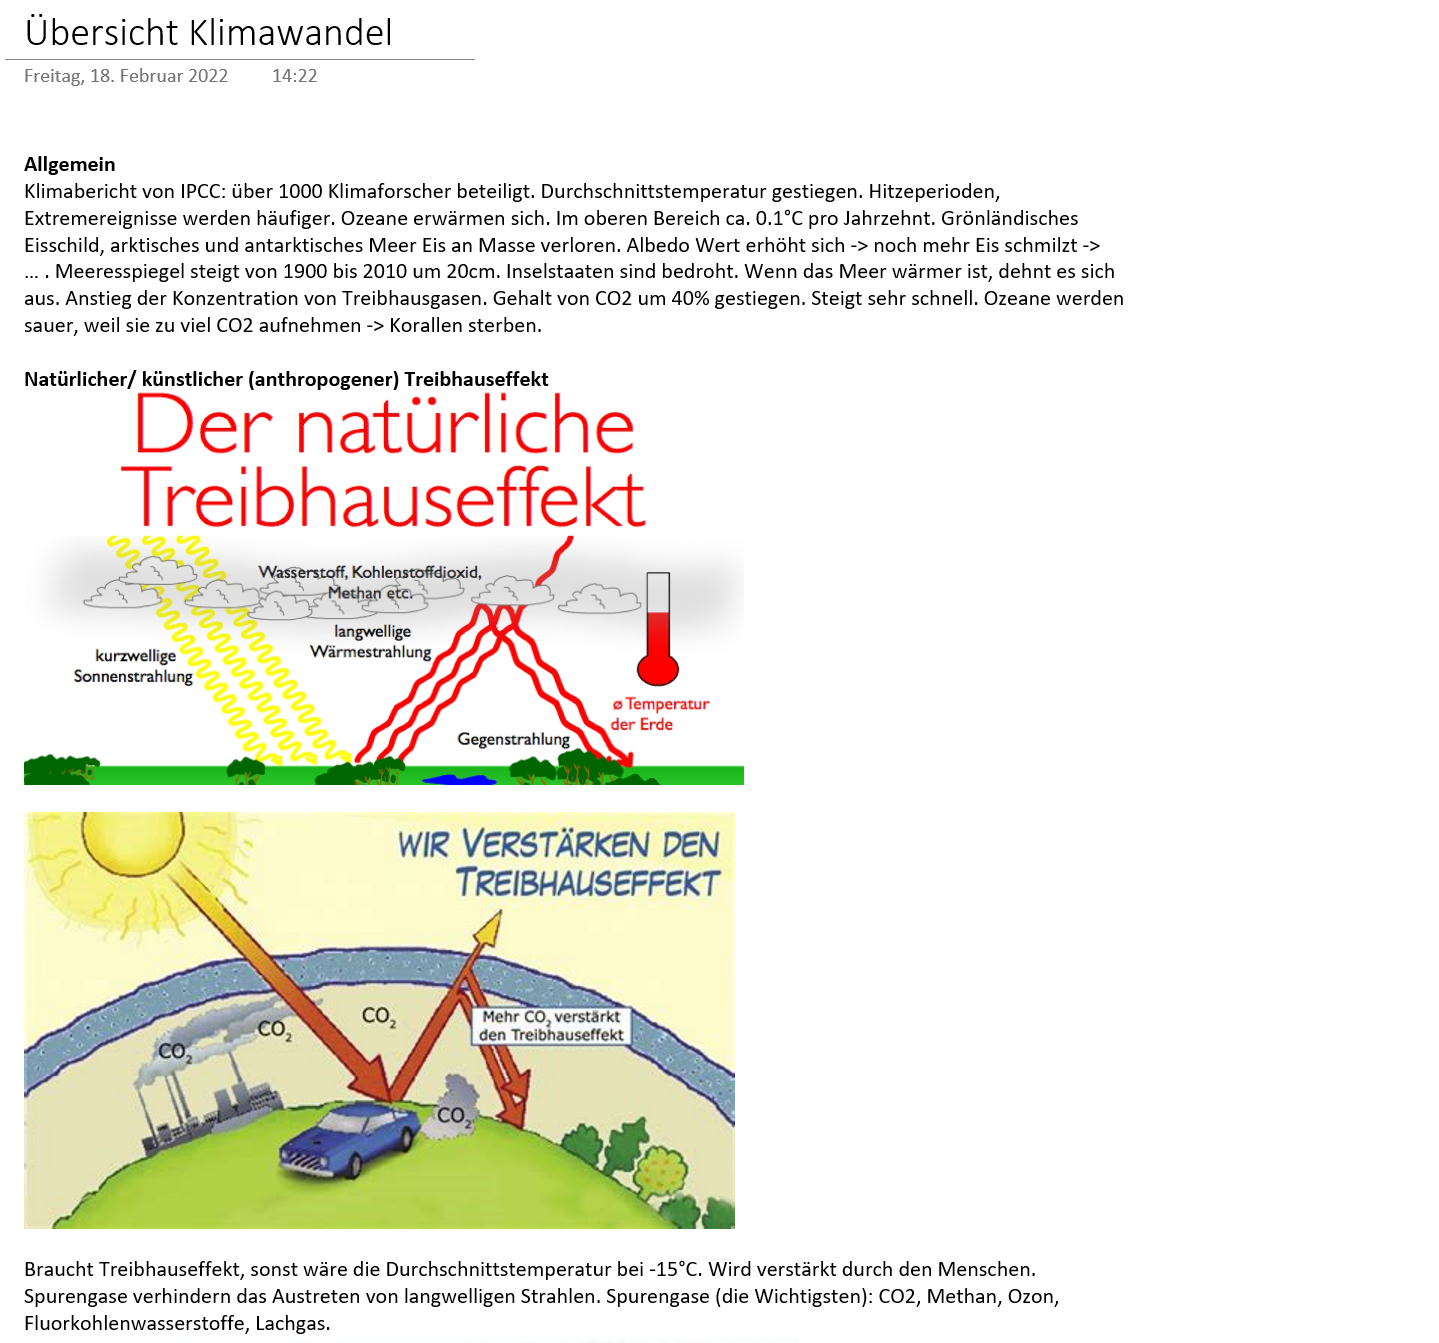 Übersicht Klimawandel
Freitag, 18. Februar 2022 14:22
Allgemein
Klimabericht von IPCC: über 1000 Klimaforscher beteiligt. Durchschnittstemperatur gestiegen. Hitzeperioden,
Extremereignisse werden häufiger. Ozeane erwärmen sich. Im oberen Bereich ca. 0.1°C pro Jahrzehnt. Grönländisches
Eisschild, arktisches und antarktisches Meer Eis an Masse verloren. Albedo Wert erhöht sich -> noch mehr Eis schmilzt ->
... . Meeresspiegel steigt von 1900 bis 2010 um 20cm. Inselstaaten sind bedroht. Wenn das Meer wärmer ist, dehnt es sich
aus. Anstieg der Konzentration von Treibhausgasen. Gehalt von CO2 um 40% gestiegen. Steigt sehr schnell. Ozeane werden
sauer, weil sie zu viel CO2 aufnehmen -> Korallen sterben.
Natürlicher/ künstlicher (anthropogener) Treibhauseffekt
Der natürliche
Treibhauseffekt
Wasserstoff, Kohlenstoffdioxid,
Methan etc.
langwellige
Wärmestrahlung
kurzwellige
Sonnenstrahlung
ø Temperatur
der Erde
Gegenstrahlung
WIR VERSTÄRKEN DEN
TREIBHAUSEFFEKT
CO2
CO2
CO2
Mehr CO2 verstärkt
den Treibhauseffekt
CO2
Braucht Treibhauseffekt, sonst wäre die Durchschnittstemperatur bei -15°C. Wird verstärkt durch den Menschen.
Spurengase verhindern das Austreten von langwelligen Strahlen. Spurengase (die Wichtigsten): CO2, Methan, Ozon,
Fluorkohlenwasserstoffe, Lachgas.